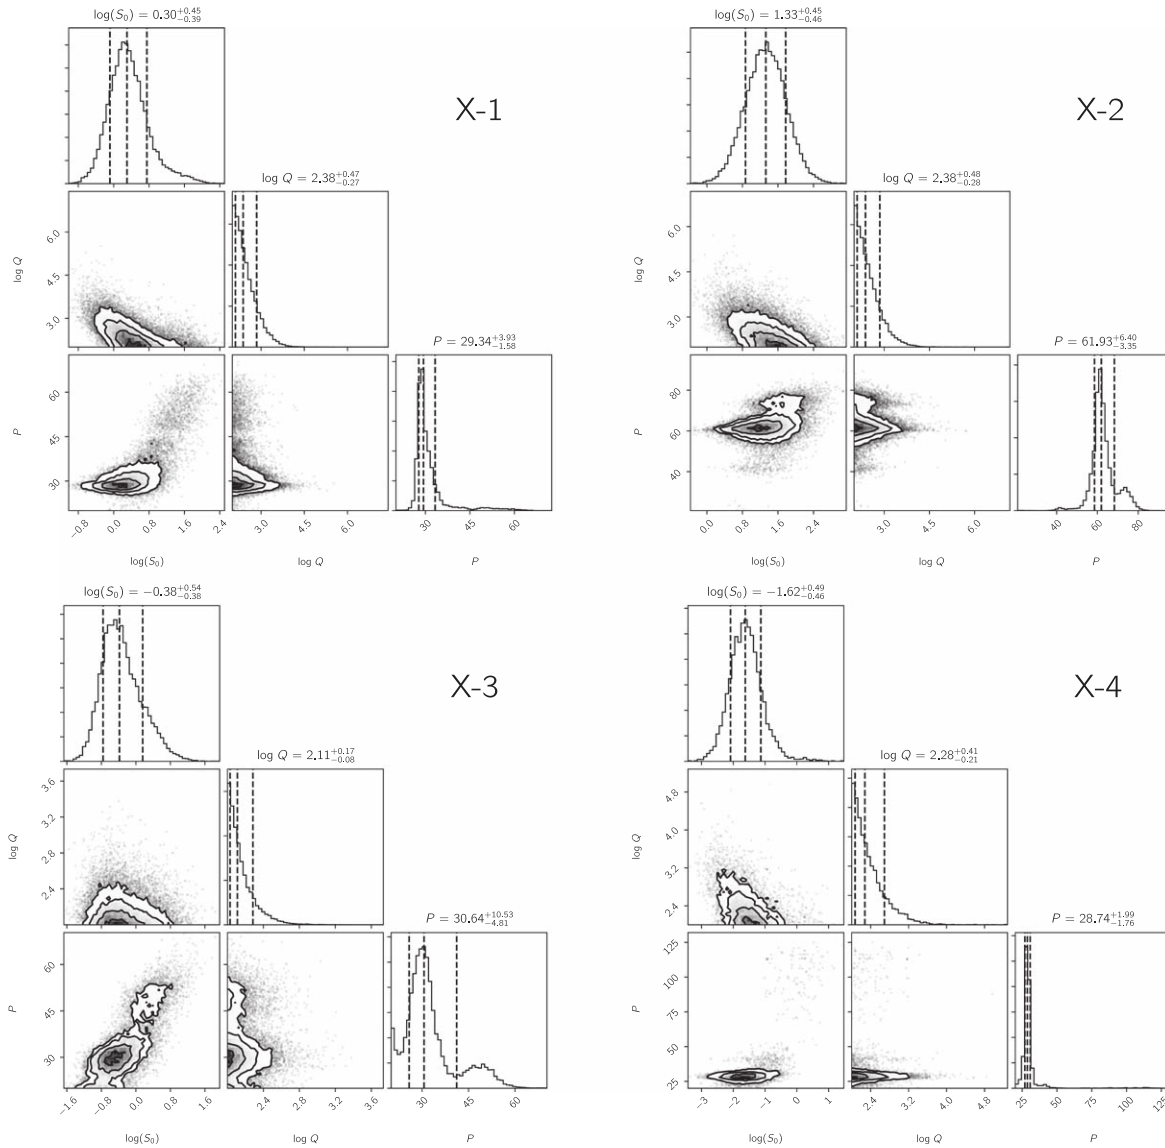 log(S₀) = 0.30 +0.45 −0.39
X-1
log Q = 2.38 +0.47 −0.27
log Q
6.0
4.5
3.0
P = 29.34 +3.93 −1.58
P
60
45
30
−0.8 0.0 0.8 1.6 2.4
3.0 4.5 6.0
30 45 60
log(S₀) log Q P
log(S₀) = 1.33 +0.45 −0.46
X-2
log Q = 2.38 +0.48 −0.28
log Q
6.0
4.5
3.0
P = 61.93 +6.40 −3.35
P
80
60
40
0.0 0.8 1.6 2.4
3.0 4.5 6.0
40 60 80
log(S₀) log Q P
log(S₀) = −0.38 +0.54 −0.38
X-3
log Q = 2.11 +0.17 −0.08
log Q
3.6
3.2
2.8
2.4
P = 30.64 +10.53 −4.81
P
60
45
30
−1.6 −0.8 0.0 0.8 1.6
2.4 3.0 3.6
30 45 60
log(S₀) log Q P
log(S₀) = −1.62 +0.49 −0.46
X-4
log Q = 2.28 +0.41 −0.21
log Q
4.8
4.0
3.2
2.4
P = 28.74 +1.99 −1.76
P
125
100
75
50
25
−3 −2 −1 0 1
2.4 3.2 4.0 4.8
25 50 75 100 125
log(S₀) log Q P